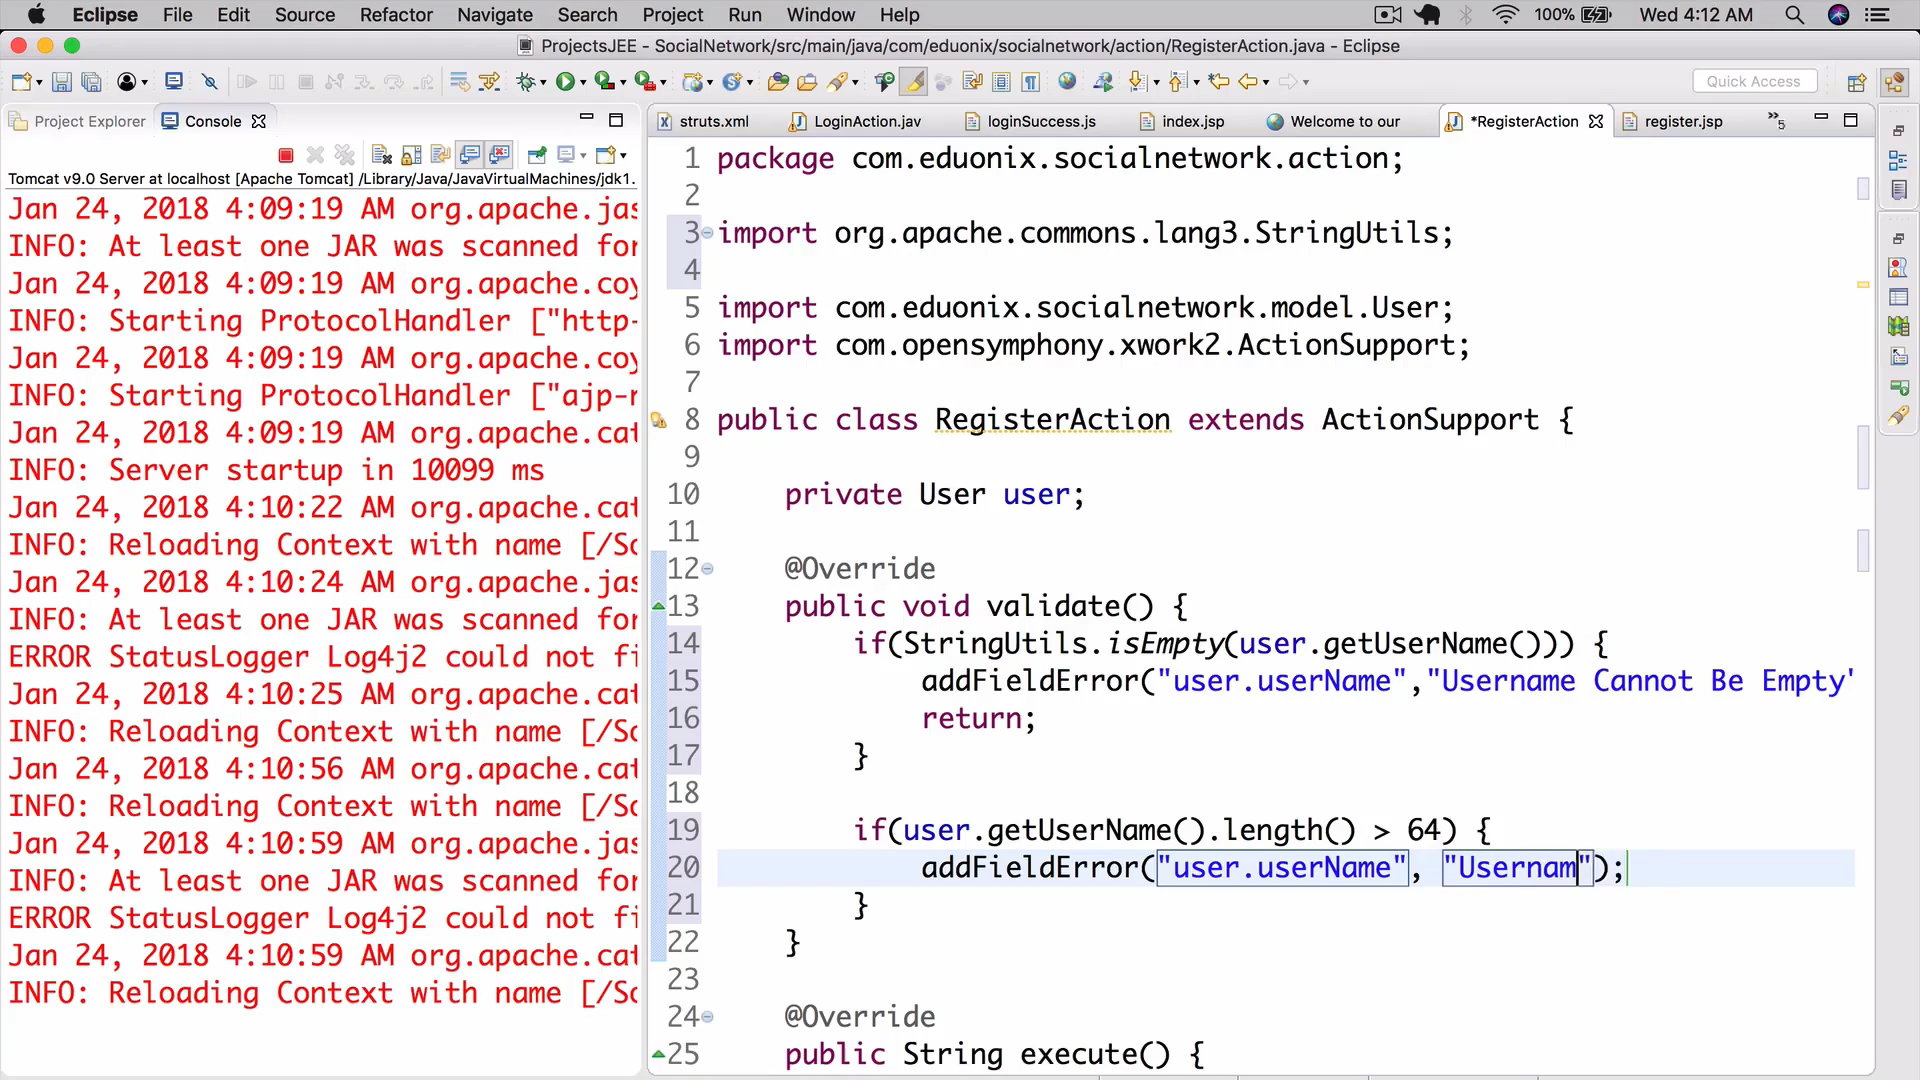 Eclipse File Edit Source Refactor Navigate Search Project Run Window Help 100% Wed 4:12 AM
ProjectsJEE - SocialNetwork/src/main/java/com/eduonix/socialnetwork/action/RegisterAction.java - Eclipse
Quick Access
Project Explorer Console
Tomcat v9.0 Server at localhost [Apache Tomcat] /Library/Java/JavaVirtualMachines/jdk1.
Jan 24, 2018 4:09:19 AM org.apache.jas
INFO: At least one JAR was scanned for
Jan 24, 2018 4:09:19 AM org.apache.coy
INFO: Starting ProtocolHandler ["http-
Jan 24, 2018 4:09:19 AM org.apache.coy
INFO: Starting ProtocolHandler ["ajp-n
Jan 24, 2018 4:09:19 AM org.apache.cat
INFO: Server startup in 10099 ms
Jan 24, 2018 4:10:22 AM org.apache.cat
INFO: Reloading Context with name [/So
Jan 24, 2018 4:10:24 AM org.apache.jas
INFO: At least one JAR was scanned for
ERROR StatusLogger Log4j2 could not fi
Jan 24, 2018 4:10:25 AM org.apache.cat
INFO: Reloading Context with name [/So
Jan 24, 2018 4:10:56 AM org.apache.cat
INFO: Reloading Context with name [/So
Jan 24, 2018 4:10:59 AM org.apache.jas
INFO: At least one JAR was scanned for
ERROR StatusLogger Log4j2 could not fi
Jan 24, 2018 4:10:59 AM org.apache.cat
INFO: Reloading Context with name [/So
struts.xml LoginAction.jav loginSuccess.js index.jsp Welcome to our *RegisterAction register.jsp »5
1 package com.eduonix.socialnetwork.action;
2
3 import org.apache.commons.lang3.StringUtils;
4
5 import com.eduonix.socialnetwork.model.User;
6 import com.opensymphony.xwork2.ActionSupport;
7
8 public class RegisterAction extends ActionSupport {
9
10 private User user;
11
12 @Override
13 public void validate() {
14 if(StringUtils.isEmpty(user.getUserName())) {
15 addFieldError("user.userName","Username Cannot Be Empty"
16 return;
17 }
18
19 if(user.getUserName().length() > 64) {
20 addFieldError("user.userName", "Usernam");
21 }
22 }
23
24 @Override
25 public String execute() {